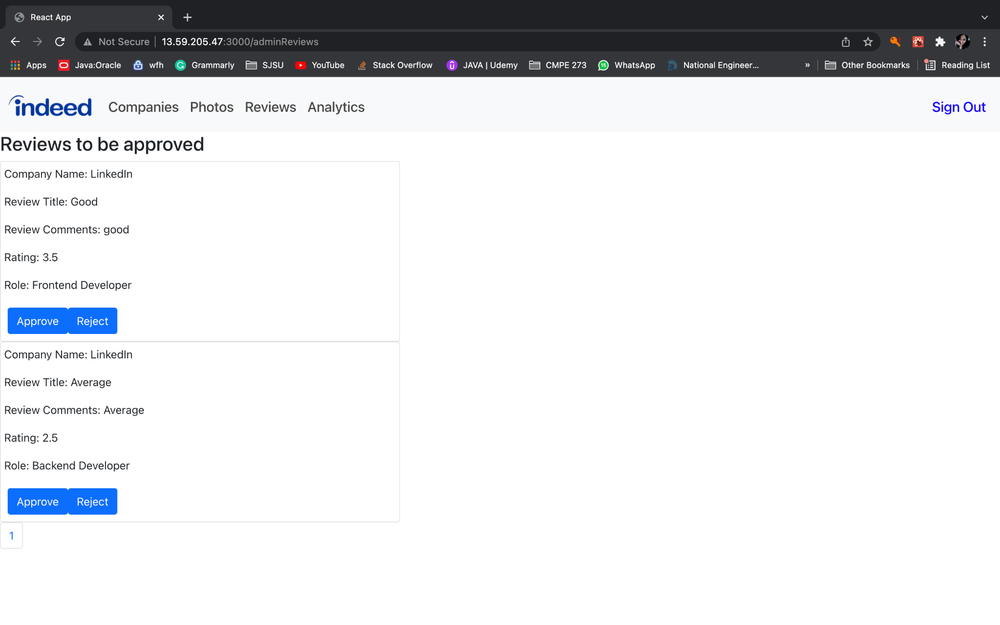 React App
Not Secure 13.59.205.47:3000/adminReviews
Apps Java:Oracle wfh Grammarly SJSU YouTube Stack Overflow JAVA | Udemy CMPE 273 15 WhatsApp National Engineer... » Other Bookmarks Reading List
indeed Companies Photos Reviews Analytics Sign Out
Reviews to be approved
Company Name: LinkedIn
Review Title: Good
Review Comments: good
Rating: 3.5
Role: Frontend Developer
Approve Reject
Company Name: LinkedIn
Review Title: Average
Review Comments: Average
Rating: 2.5
Role: Backend Developer
Approve Reject
1